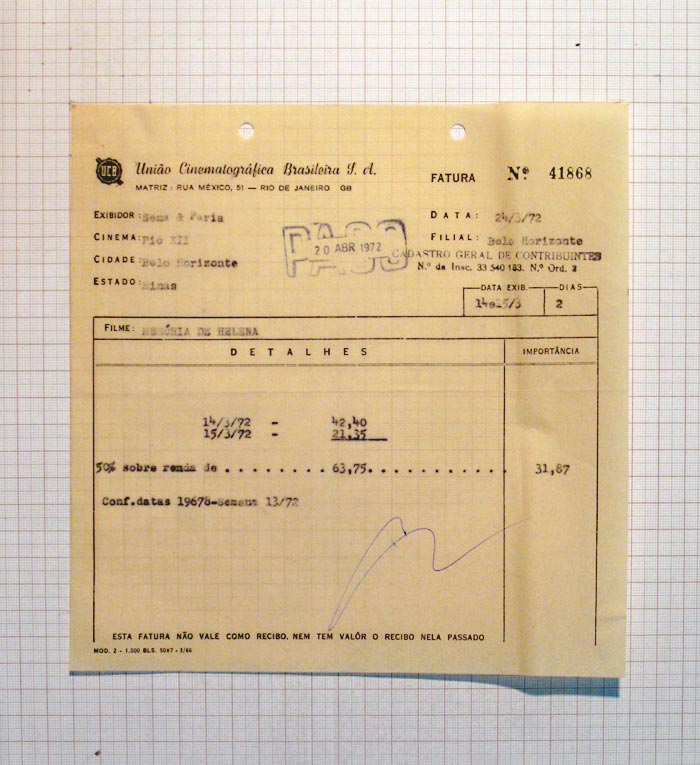 UCB
União Cinematográfica Brasileira S. A.
MATRIZ: RUA MÉXICO, 51 — RIO DE JANEIRO GB
FATURA Nº 41868
EXIBIDOR: Sena & Faria
DATA: 24/3/72
CINEMA: Pio XII
FILIAL: Belo Horizonte
CIDADE: Belo Horizonte
ESTADO: Minas
PAGO
20 ABR 1972
CADASTRO GERAL DE CONTRIBUINTES
N.º da Insc. 33 540 183. N.º Ord. 3
DATA EXIB. DIAS
14e15/3 2
FILME: MEMÓRIA DE HELENA
DETALHES IMPORTÂNCIA
14/3/72 - 42,40
15/3/72 - 21,35
50% sobre renda de . . . . . . . . . 63,75. . . . . . . . . . . . 31,87
Conf.datas 19678-Semana 13/72
ESTA FATURA NÃO VALE COMO RECIBO, NEM TEM VALÔR O RECIBO NELA PASSADO
MOD. 2 - 1.000 BLS. 50X7 - 3/66